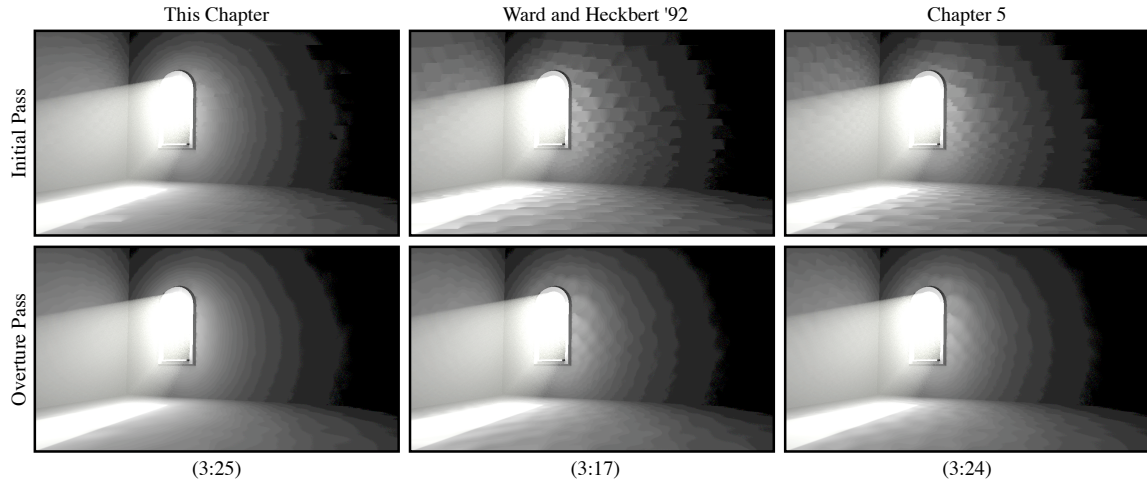 This Chapter
Ward and Heckbert '92
Chapter 5
Initial Pass
Overture Pass
(3:25)
(3:17)
(3:24)